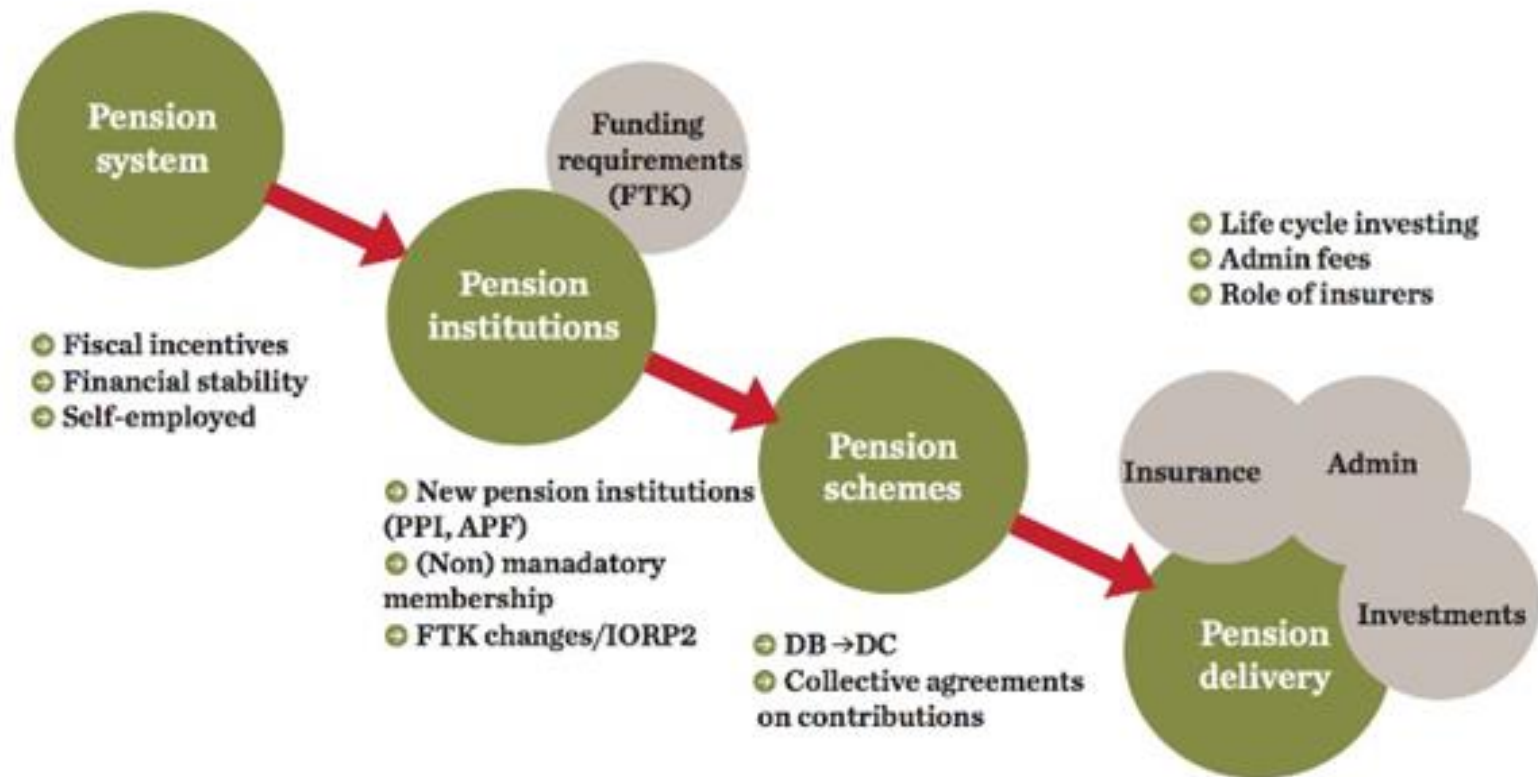 Pension
system
Fiscal incentives
Financial stability
Self-employed
Funding
requirements
(FTK)
Pension
institutions
New pension institutions
(PPI, APF)
(Non) manadatory
membership
FTK changes/IORP2
Pension
schemes
DB→DC
Collective agreements
on contributions
Life cycle investing
Admin fees
Role of insurers
Insurance
Admin
Investments
Pension
delivery